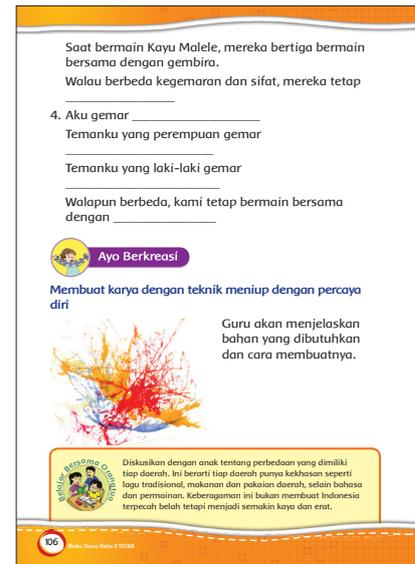 Saat bermain Kayu Malele, mereka bertiga bermain
bersama dengan gembira.
Walau berbeda kegemaran dan sifat, mereka tetap
_______________
4. Aku gemar _______________
Temanku yang perempuan gemar
_______________
Temanku yang laki-laki gemar
_______________
Walapun berbeda, kami tetap bermain bersama
dengan _______________
Ayo Berkreasi
Membuat karya dengan teknik meniup dengan percaya
diri
Guru akan menjelaskan
bahan yang dibutuhkan
dan cara membuatnya.
Belajar Bersama Orangtua
Diskusikan dengan anak tentang perbedaan yang dimiliki
tiap daerah. Ini berarti tiap daerah punya kekhasan seperti
lagu tradisional, makanan dan pakaian daerah, selain bahasa
dan permainan. Keberagaman ini bukan membuat Indonesia
terpecah belah tetapi menjadi semakin kaya dan erat.
106
Buku Siswa Kelas II SD/MI